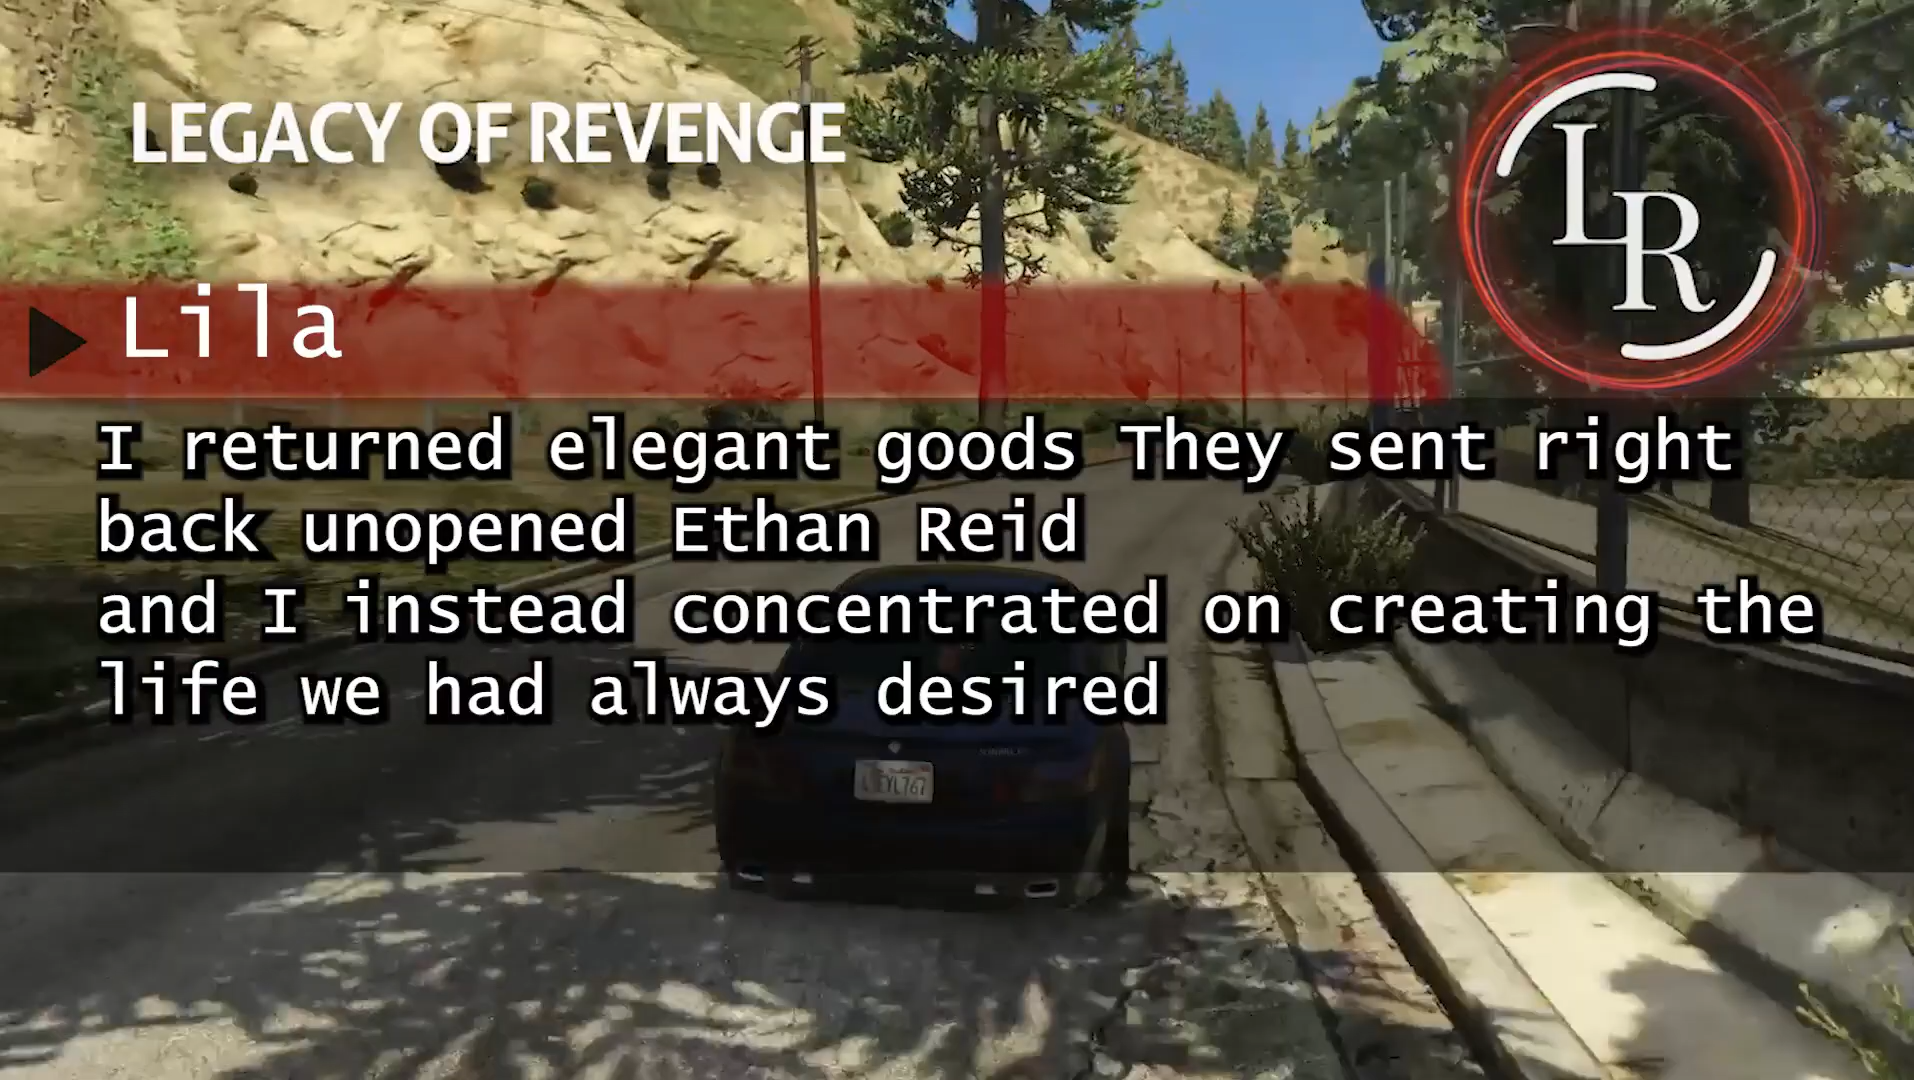 LEGACY OF REVENGE
LR
Lila
I returned elegant goods They sent right
back unopened Ethan Reid
and I instead concentrated on creating the
life we had always desired